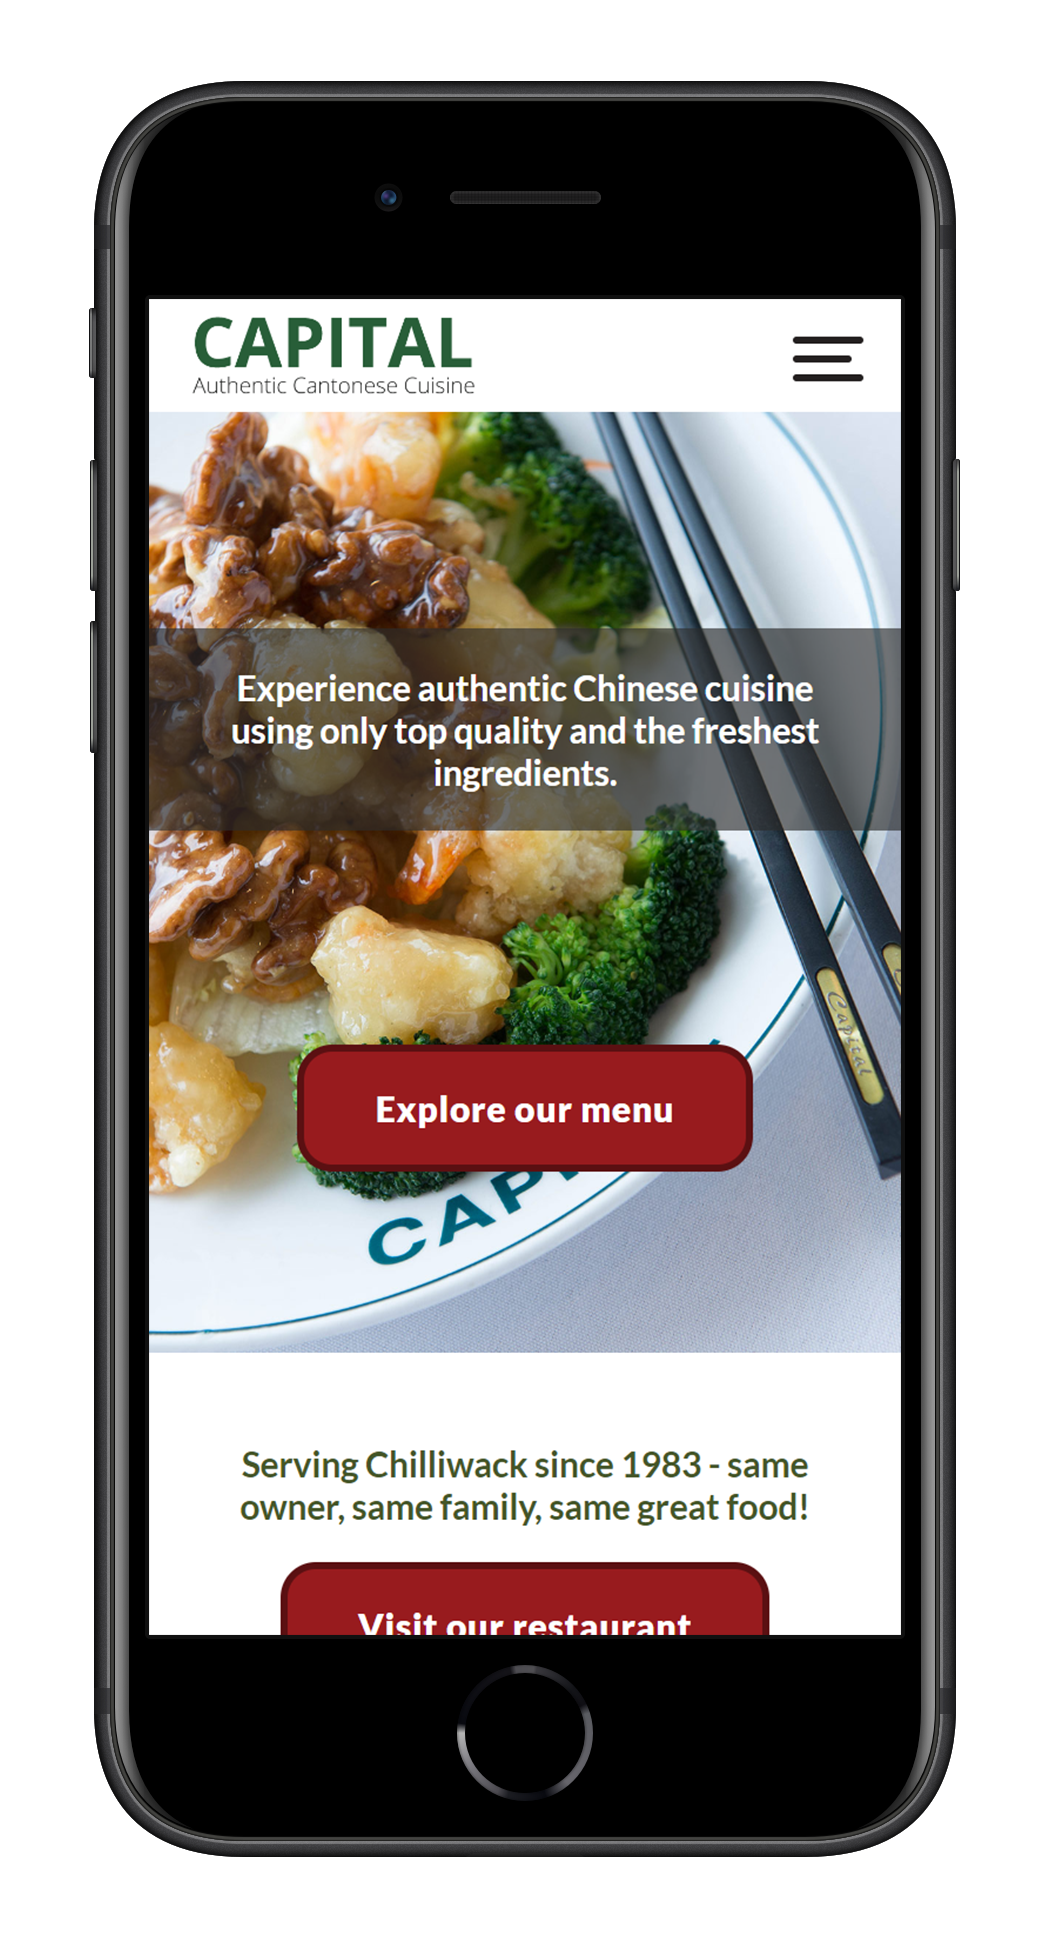 CAPITAL
Authentic Cantonese Cuisine
Experience authentic Chinese cuisine
using only top quality and the freshest
ingredients.
Capital
Explore our menu
CAPI
Serving Chilliwack since 1983 - same
owner, same family, same great food!
Visit our restaurant